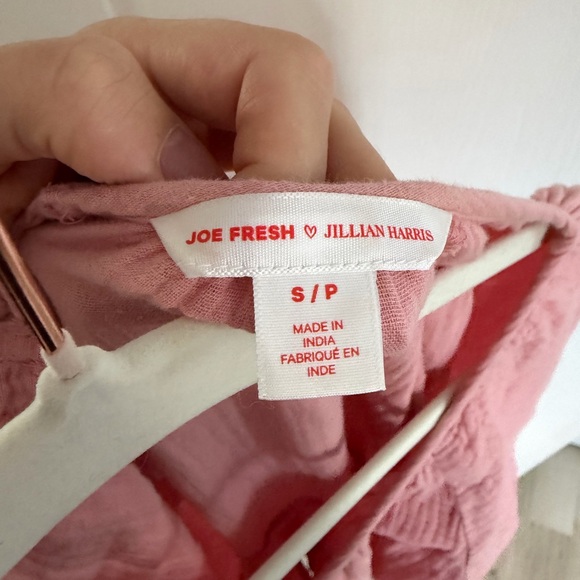 JOE FRESH ♡ JILLIAN HARRIS
S / P
MADE IN
INDIA
FABRIQUÉ EN
INDE